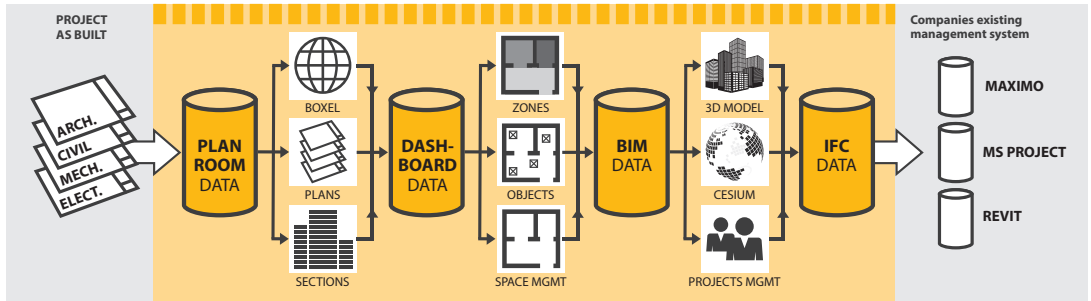 PROJECT
AS BUILT
ARCH.
CIVIL
MECH.
ELECT.
PLAN
ROOM
DATA
BOXEL
PLANS
SECTIONS
DASH-
BOARD
DATA
ZONES
OBJECTS
SPACE MGMT
BIM
DATA
3D MODEL
CESIUM
PROJECTS MGMT
IFC
DATA
Companies existing
management system
MAXIMO
MS PROJECT
REVIT